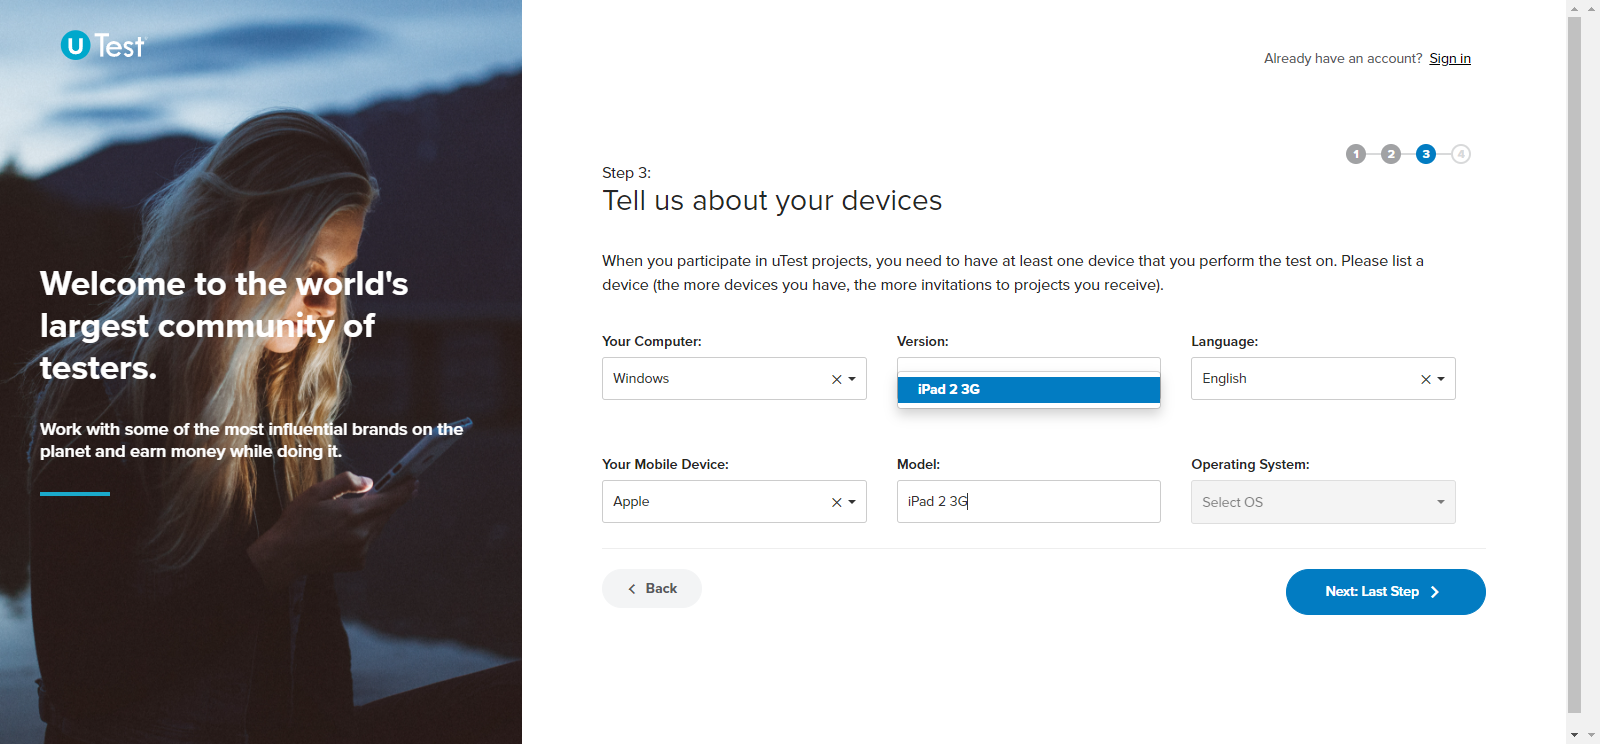 uTest
Already have an account? Sign in
1 2 3 4
Step 3:
Tell us about your devices
Welcome to the world's
largest community of
testers.
Work with some of the most influential brands on the
planet and earn money while doing it.
When you participate in uTest projects, you need to have at least one device that you perform the test on. Please list a
device (the more devices you have, the more invitations to projects you receive).
Your Computer: Version: Language:
Windows iPad 2 3G English
Your Mobile Device: Model: Operating System:
Apple iPad 2 3G Select OS
Back Next: Last Step